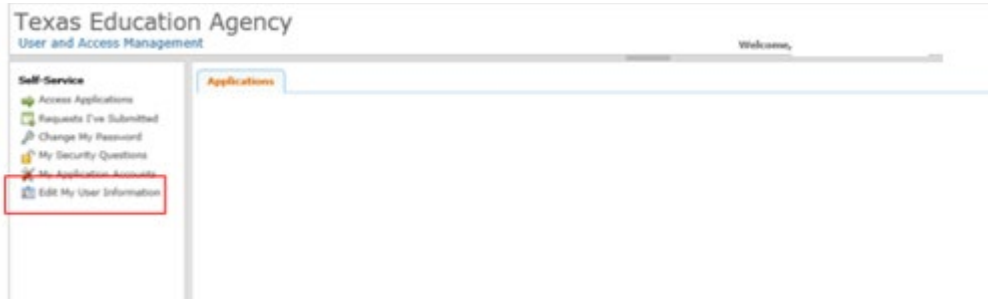 Texas Education Agency
User and Access Management
Welcome,
Self-Service
Applications
Access Applications
Requests I've Submitted
Change My Password
My Security Questions
My Application Accounts
Edit My User Information